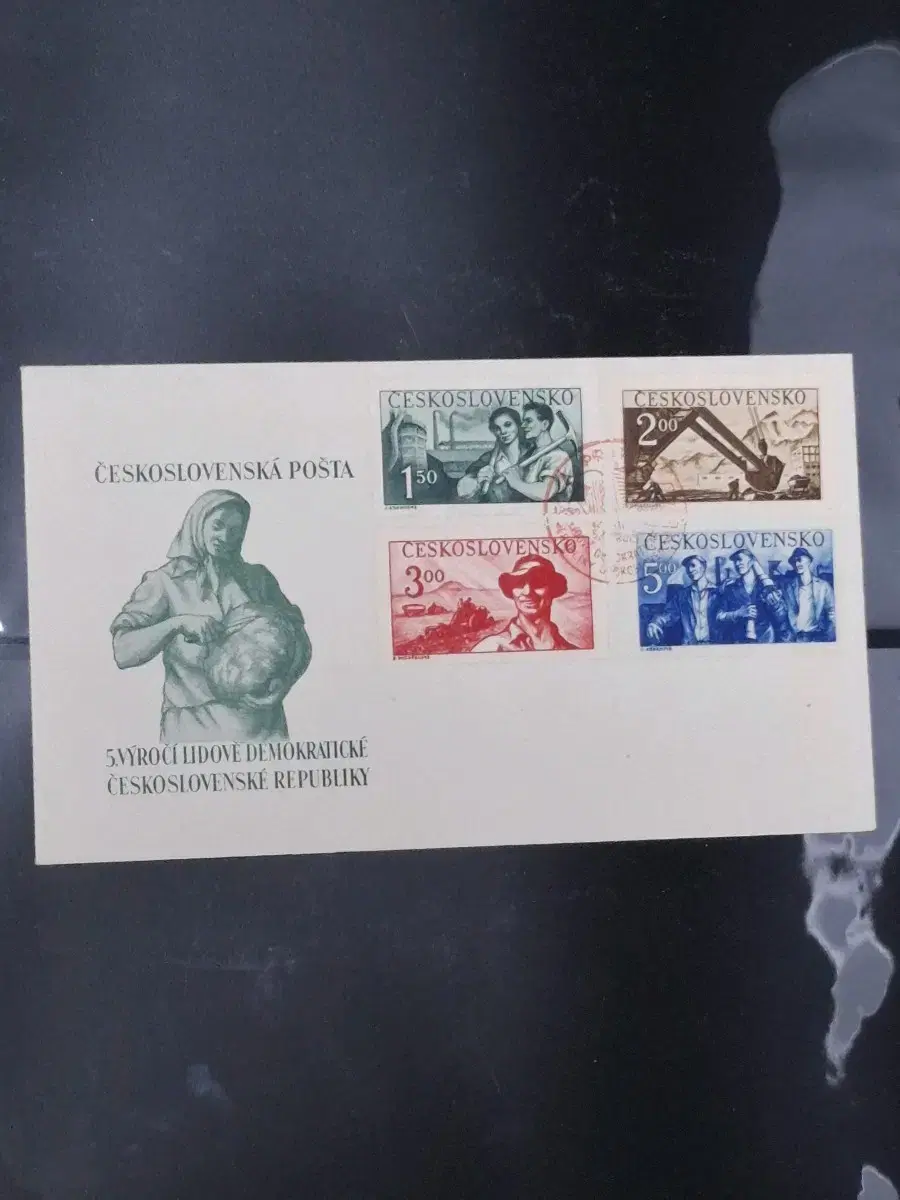 ČESKOSLOVENSKÁ POŠTA
5.VÝROČÍ LIDOVĚ DEMOKRATICKÉ
ČESKOSLOVENSKÉ REPUBLIKY
ČESKOSLOVENSKO
1 50
ČESKOSLOVENSKO
2 00
ČESKOSLOVENSKO
3 00
ČESKOSLOVENSKO
5 00